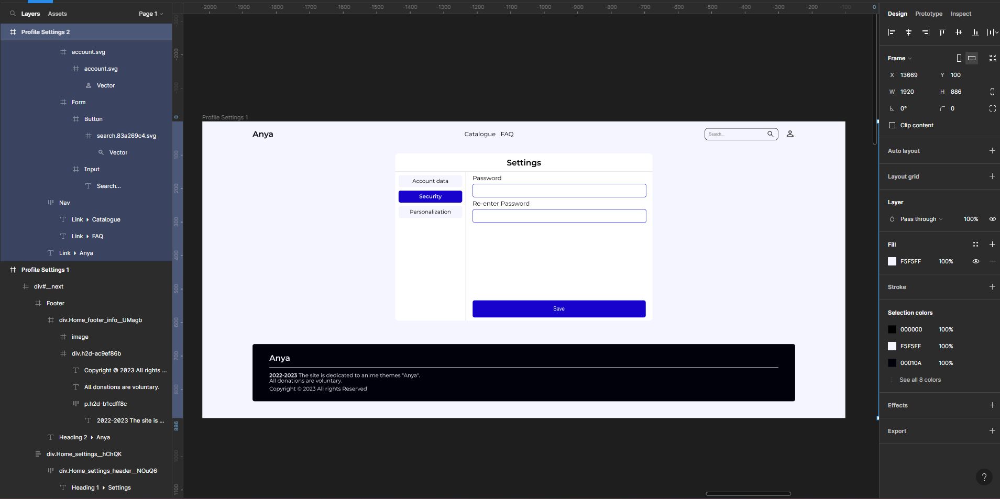 Layers Assets Page 1
Profile Settings 2
account.svg
account.svg
Vector
Form
Button
search.83a269c4.svg
Vector
Input
Search...
Nav
Link Catalogue
Link FAQ
Link Anya
Profile Settings 1
div#__next
Footer
div.Home_footer_info__UMagb
image
div.h2d-ac9ef86b
Copyright © 2023 All rights ...
All donations are voluntary.
p.h2d-b1cdff8c
2022-2023 The site is ...
Heading 2 Anya
div.Home_settings__hChQK
div.Home_settings_header__NOuQ6
Heading 1 Settings
-2000 -1900 -1800 -1700 -1600 -1500 -1400 -1300 -1200 -1100 -1000 -900 -800 -700 -600 -500 -400 -300 -200 -100 0
-300
-200
-100
0
100
200
300
400
500
600
700
800
886
1000
1100
Profile Settings 1
Anya
Catalogue FAQ
Search...
Settings
Account data
Security
Personalization
Password
Re-enter Password
Save
Anya
2022-2023 The site is dedicated to anime themes "Anya".
All donations are voluntary.
Copyright © 2023 All rights Reserved
Design Prototype Inspect
Frame
X 13669 Y 100
W 1920 H 886
0° 0
Clip content
Auto layout
Layout grid
Layer
Pass through 100%
Fill
F5F5FF 100%
Stroke
Selection colors
000000 100%
F5F5FF 100%
00010A 100%
See all 8 colors
Effects
Export
?